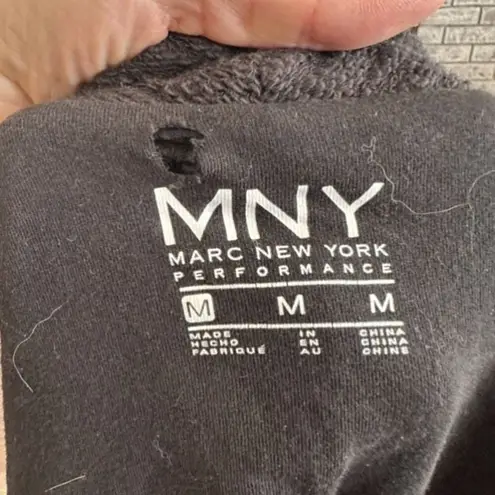 MNY
MARC NEW YORK
PERFORMANCE
M M M
MADE IN CHINA
HECHO EN CHINA
FABRIQUÉ AU CHINE